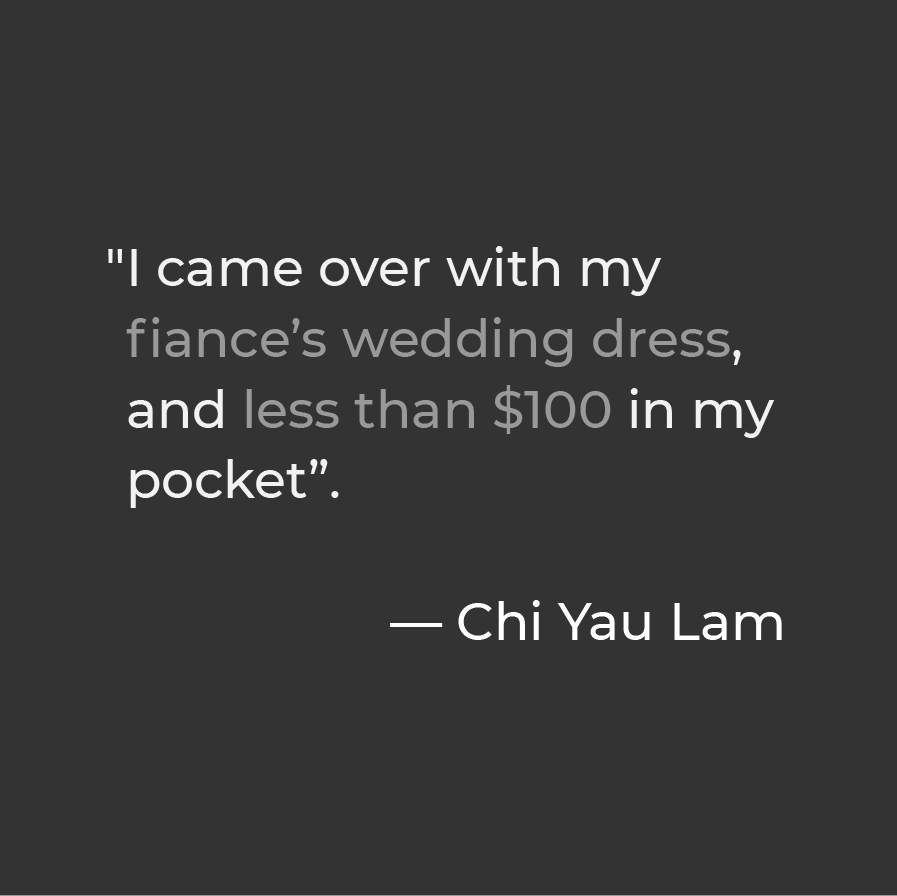 "I came over with my
fiance’s wedding dress,
and less than $100 in my
pocket”.
— Chi Yau Lam